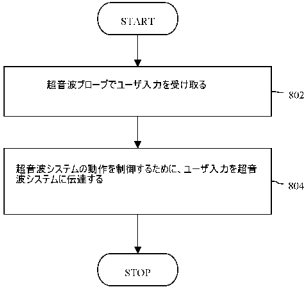 START
超音波プローブでユーザ入力を受け取る
802
超音波システムの動作を制御するために、ユーザ入力を超音
波システムに伝達する
804
STOP